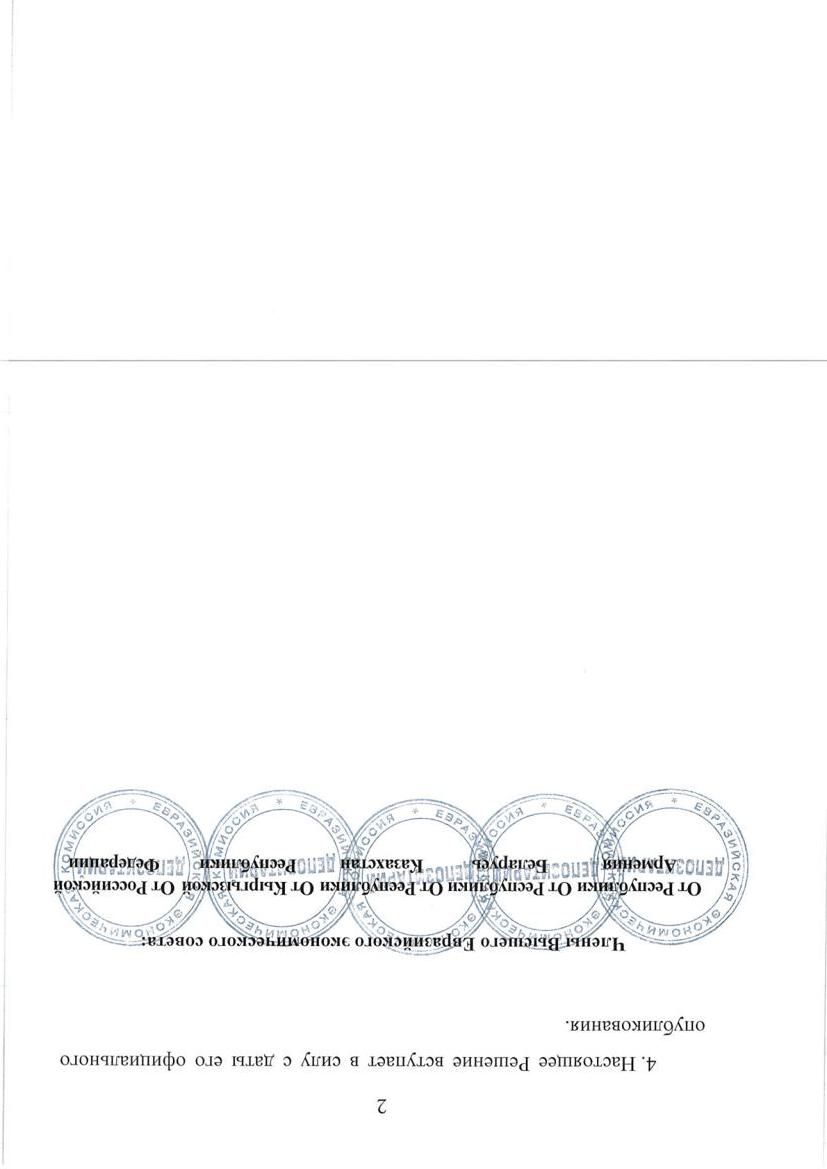 2
4. Настоящее Решение вступает в силу с даты его официального
опубликования.
Члены Высшего Евразийского экономического совета:
От Республики От Республики От Республики От Кыргызской От Российской
Армения Беларусь Казахстан Республики Федерации
ЕВРАЗИЙСКАЯ ЭКОНОМИЧЕСКАЯ КОМИССИЯ * ДЕПОЗИТАРИЙ
ЕВРАЗИЙСКАЯ ЭКОНОМИЧЕСКАЯ КОМИССИЯ * ДЕПОЗИТАРИЙ
ЕВРАЗИЙСКАЯ ЭКОНОМИЧЕСКАЯ КОМИССИЯ * ДЕПОЗИТАРИЙ
ЕВРАЗИЙСКАЯ ЭКОНОМИЧЕСКАЯ КОМИССИЯ * ДЕПОЗИТАРИЙ
ЕВРАЗИЙСКАЯ ЭКОНОМИЧЕСКАЯ КОМИССИЯ * ДЕПОЗИТАРИЙ